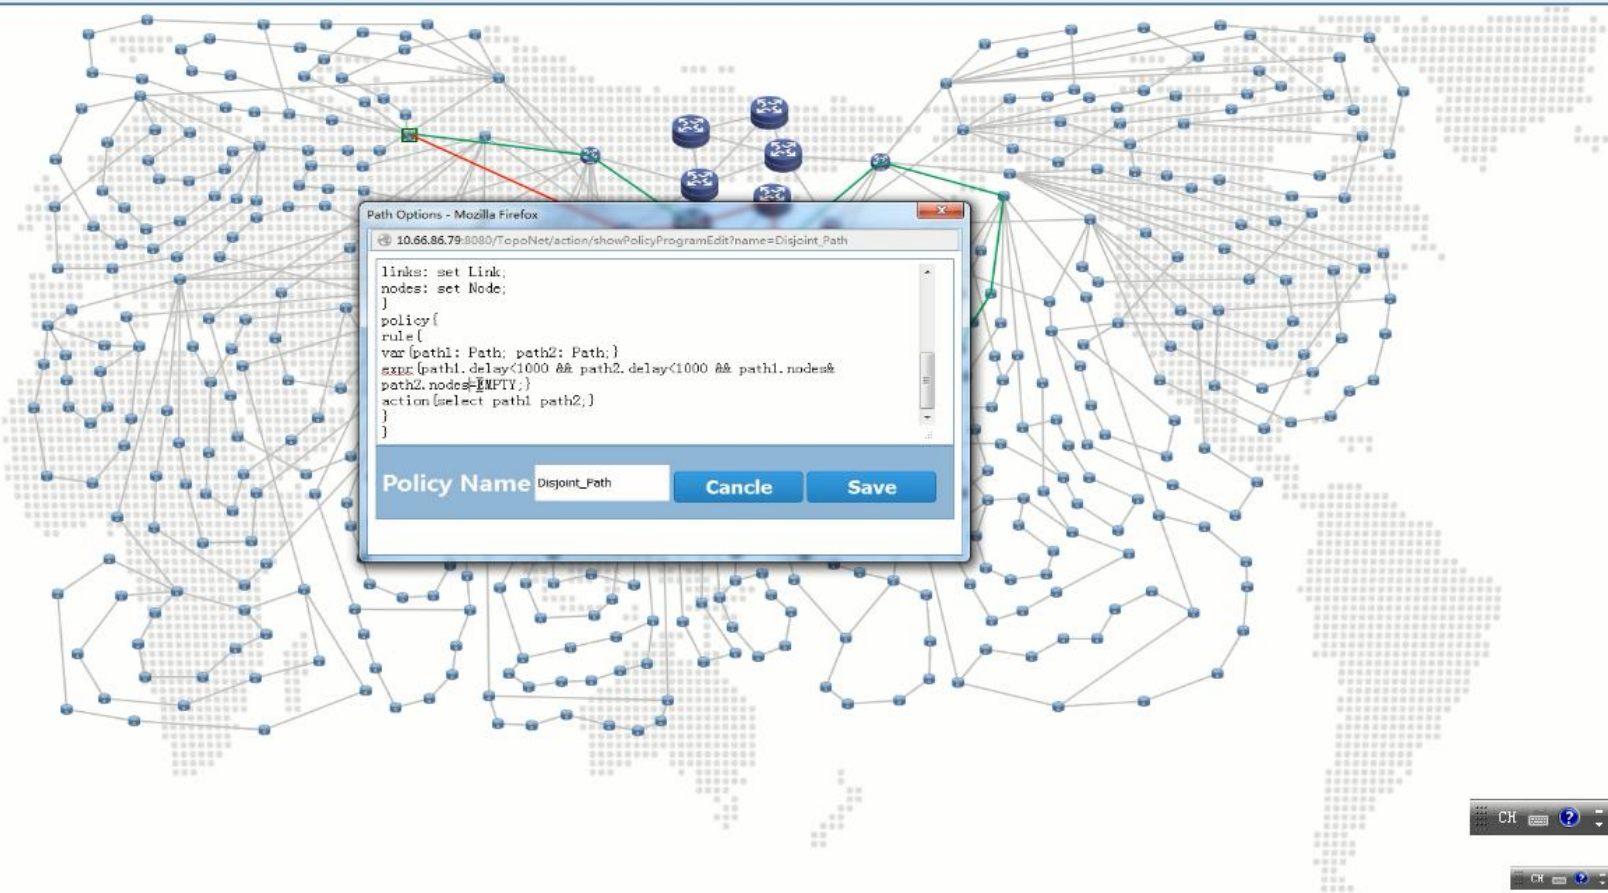 Path Options - Mozilla Firefox
10.66.86.79:8080/TopoNet/action/showPolicyProgramEdit?name=Disjoint_Path
links: set Link;
nodes: set Node;
}
policy{
rule{
var{path1: Path; path2: Path;}
expr{path1.delay<1000 && path2.delay<1000 && path1.nodes&
path2.nodes=EMPTY;}
action{select path1 path2;}
}
}
Policy Name Disjoint_Path Cancle Save
CH
CH